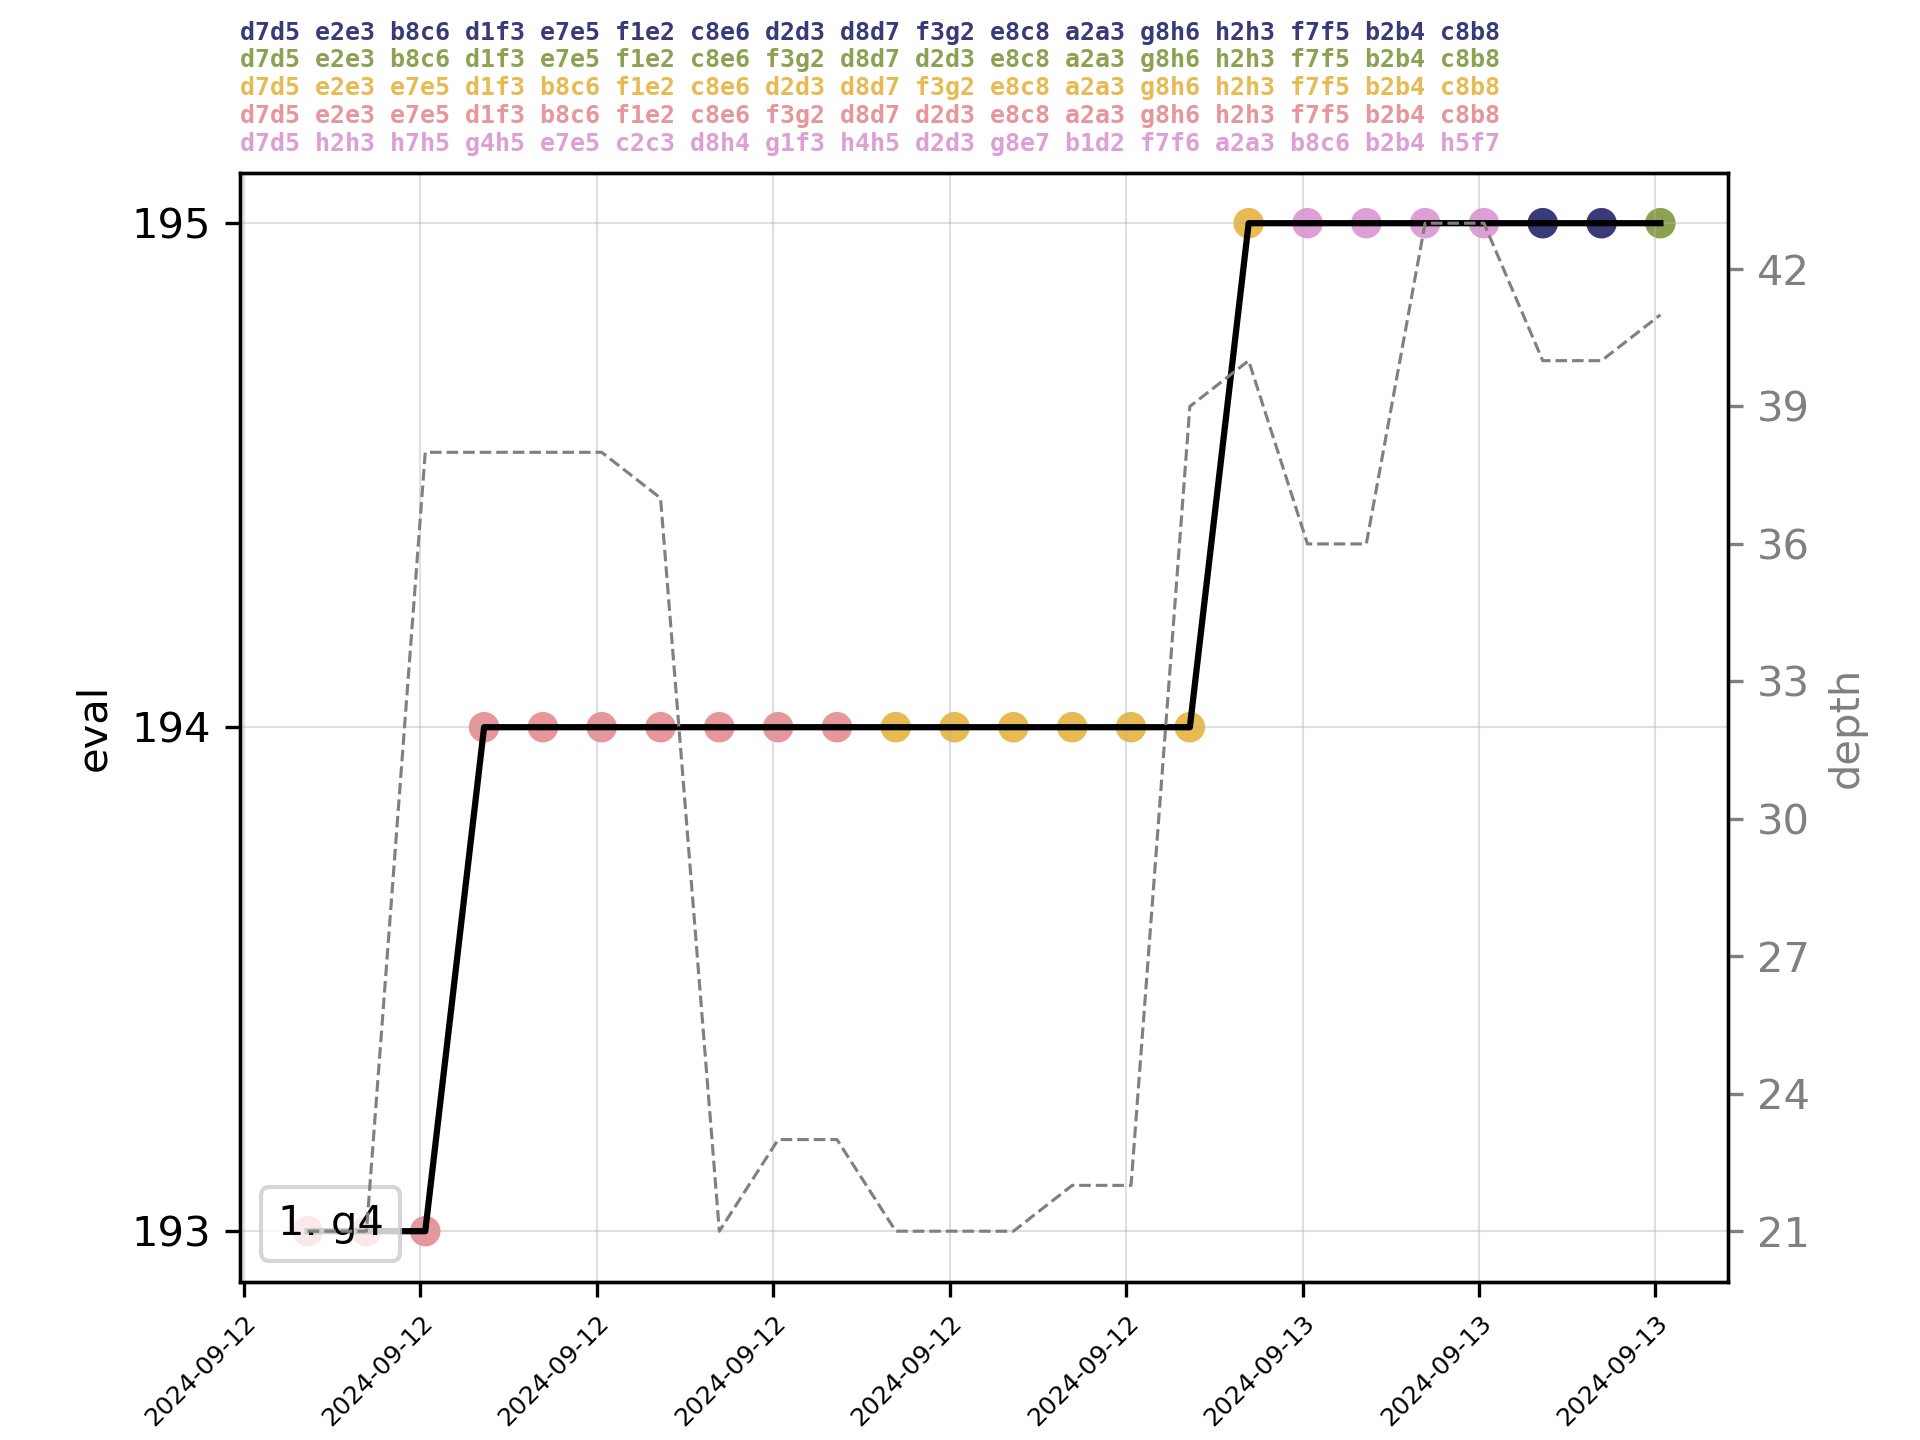 d7d5 e2e3 b8c6 d1f3 e7e5 f1e2 c8e6 d2d3 d8d7 f3g2 e8c8 a2a3 g8h6 h2h3 f7f5 b2b4 c8b8
d7d5 e2e3 b8c6 d1f3 e7e5 f1e2 c8e6 f3g2 d8d7 d2d3 e8c8 a2a3 g8h6 h2h3 f7f5 b2b4 c8b8
d7d5 e2e3 e7e5 d1f3 b8c6 f1e2 c8e6 d2d3 d8d7 f3g2 e8c8 a2a3 g8h6 h2h3 f7f5 b2b4 c8b8
d7d5 e2e3 e7e5 d1f3 b8c6 f1e2 c8e6 f3g2 d8d7 d2d3 e8c8 a2a3 g8h6 h2h3 f7f5 b2b4 c8b8
d7d5 h2h3 h7h5 g4h5 e7e5 c2c3 d8h4 g1f3 h4h5 d2d3 g8e7 b1d2 f7f6 a2a3 b8c6 b2b4 h5f7
195
194
193
eval
42
39
36
33
30
27
24
21
depth
1. g4
2024-09-12
2024-09-12
2024-09-12
2024-09-12
2024-09-12
2024-09-12
2024-09-13
2024-09-13
2024-09-13